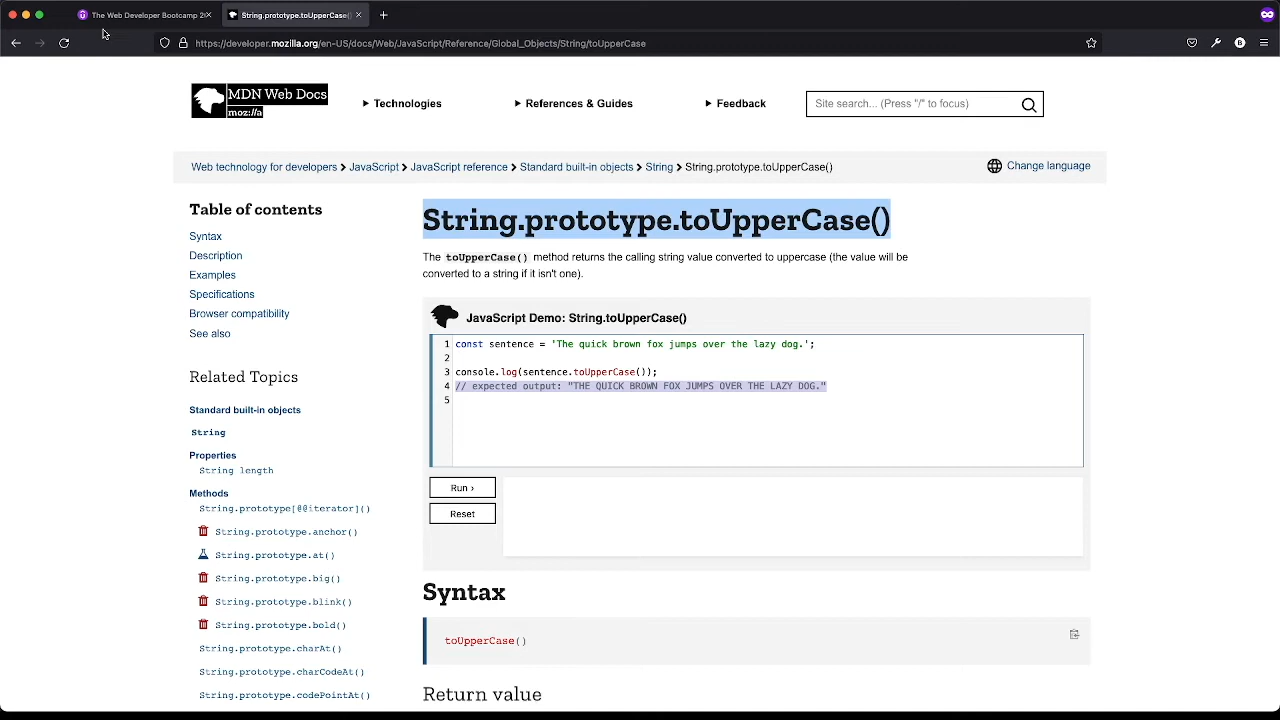 The Web Developer Bootcamp 20
String.prototype.toUpperCase()
https://developer.mozilla.org/en-US/docs/Web/JavaScript/Reference/Global_Objects/String/toUpperCase
MDN Web Docs
moz://a
Technologies
References & Guides
Feedback
Site search... (Press "/" to focus)
Web technology for developers > JavaScript > JavaScript reference > Standard built-in objects > String > String.prototype.toUpperCase()
Change language
Table of contents
Syntax
Description
Examples
Specifications
Browser compatibility
See also
Related Topics
Standard built-in objects
String
Properties
String length
Methods
String.prototype[@@iterator]()
String.prototype.anchor()
String.prototype.at()
String.prototype.big()
String.prototype.blink()
String.prototype.bold()
String.prototype.charAt()
String.prototype.charCodeAt()
String.prototype.codePointAt()
String.prototype.toUpperCase()
The toUpperCase() method returns the calling string value converted to uppercase (the value will be
converted to a string if it isn't one).
JavaScript Demo: String.toUpperCase()
1 const sentence = 'The quick brown fox jumps over the lazy dog.';
2
3 console.log(sentence.toUpperCase());
4 // expected output: "THE QUICK BROWN FOX JUMPS OVER THE LAZY DOG."
5
Run ›
Reset
Syntax
toUpperCase()
Return value